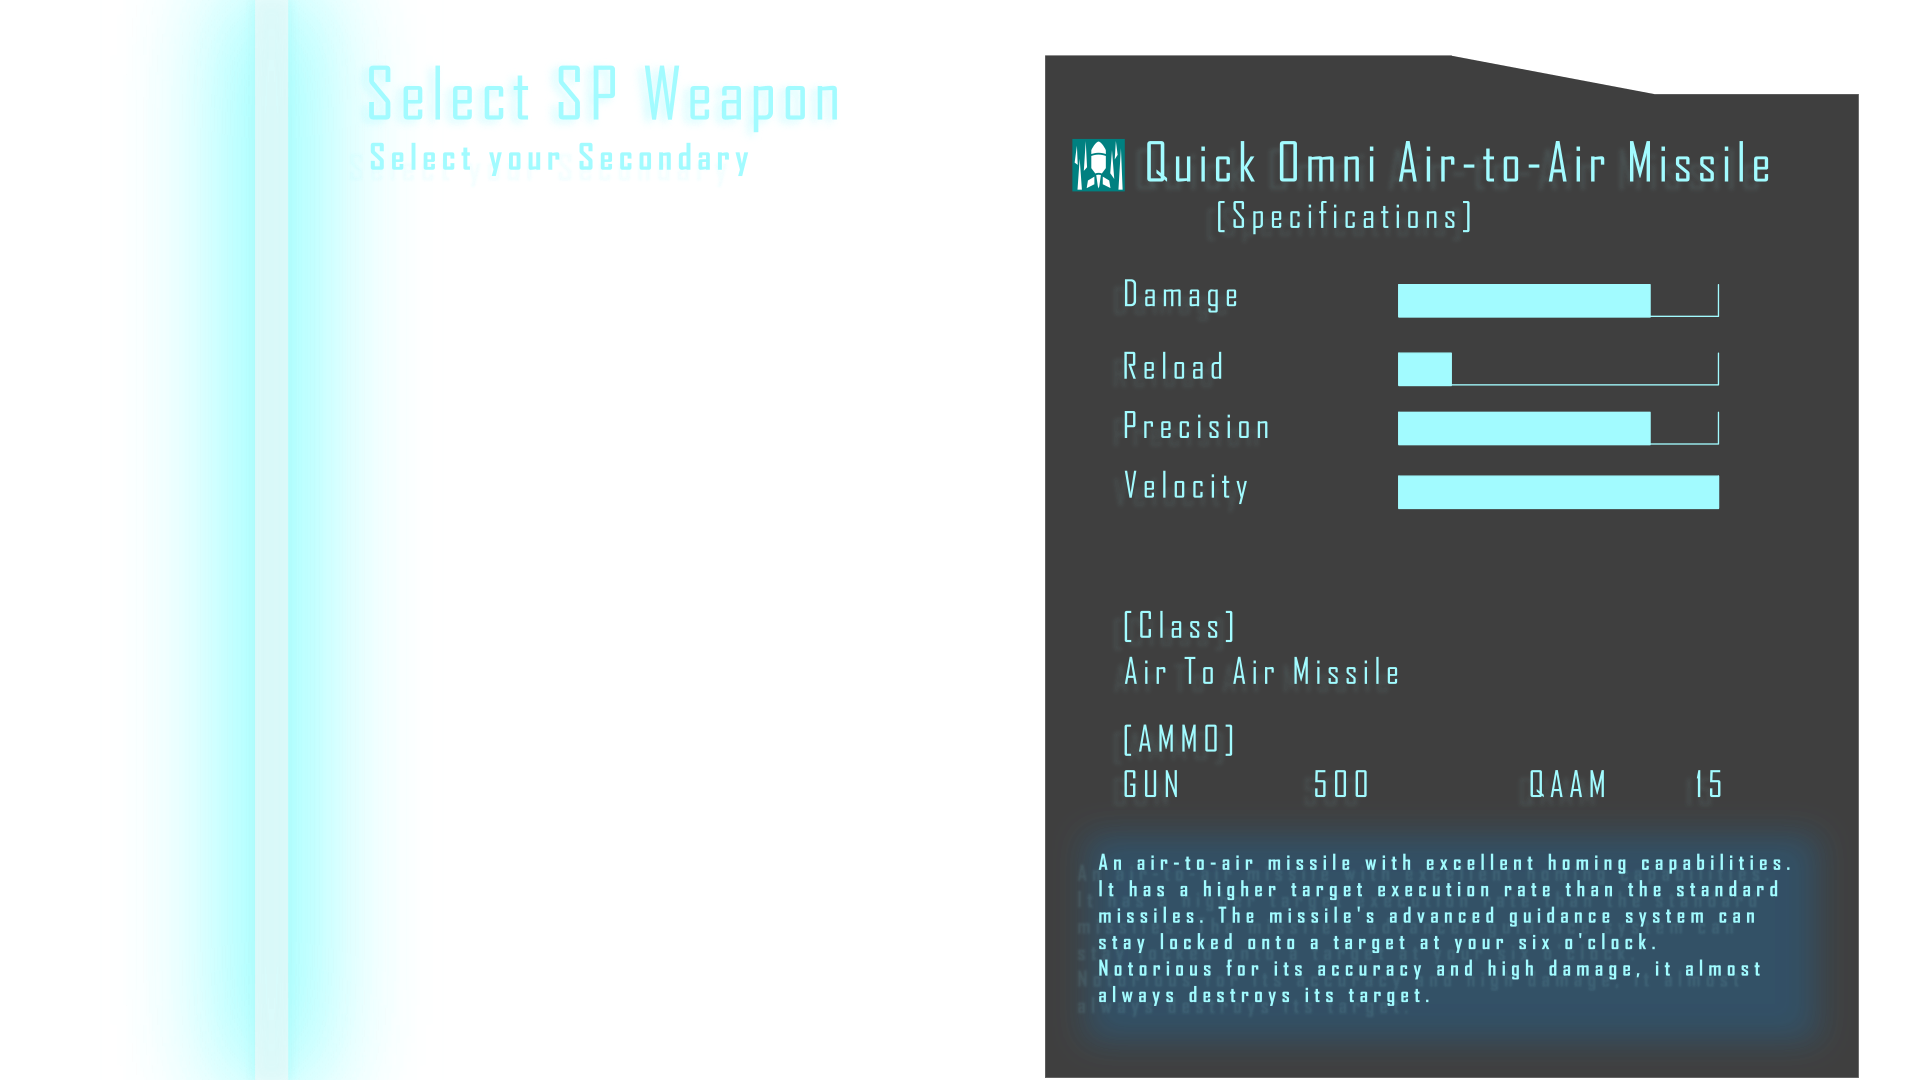 Select SP Weapon
Select your Secondary
Quick Omni Air-to-Air Missile
[Specifications]
Damage
Reload
Precision
Velocity
[Class]
Air To Air Missile
[AMMO]
GUN 500 QAAM 15
An air-to-air missile with excellent homing capabilities.
It has a higher target execution rate than the standard
missiles. The missile's advanced guidance system can
stay locked onto a target at your six o'clock.
Notorious for its accuracy and high damage, it almost
always destroys its target.